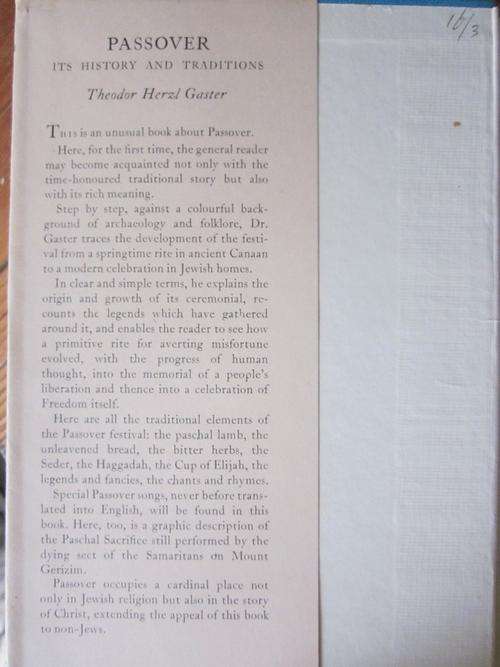 16/3
PASSOVER
ITS HISTORY AND TRADITIONS
Theodor Herzl Gaster
THIS is an unusual book about Passover.
Here, for the first time, the general reader
may become acquainted not only with the
time-honoured traditional story but also
with its rich meaning.
Step by step, against a colourful back-
ground of archaeology and folklore, Dr.
Gaster traces the development of the festi-
val from a springtime rite in ancient Canaan
to a modern celebration in Jewish homes.
In clear and simple terms, he explains the
origin and growth of its ceremonial, re-
counts the legends which have gathered
around it, and enables the reader to see how
a primitive rite for averting misfortune
evolved, with the progress of human
thought, into the memorial of a people's
liberation and thence into a celebration of
Freedom itself.
Here are all the traditional elements of
the Passover festival: the paschal lamb, the
unleavened bread, the bitter herbs, the
Seder, the Haggadah, the Cup of Elijah, the
legends and fancies, the chants and rhymes.
Special Passover songs, never before trans-
lated into English, will be found in this
book. Here, too, is a graphic description of
the Paschal Sacrifice still performed by the
dying sect of the Samaritans on Mount
Gerizim.
Passover occupies a cardinal place not
only in Jewish religion but also in the story
of Christ, extending the appeal of this book
to non-Jews.